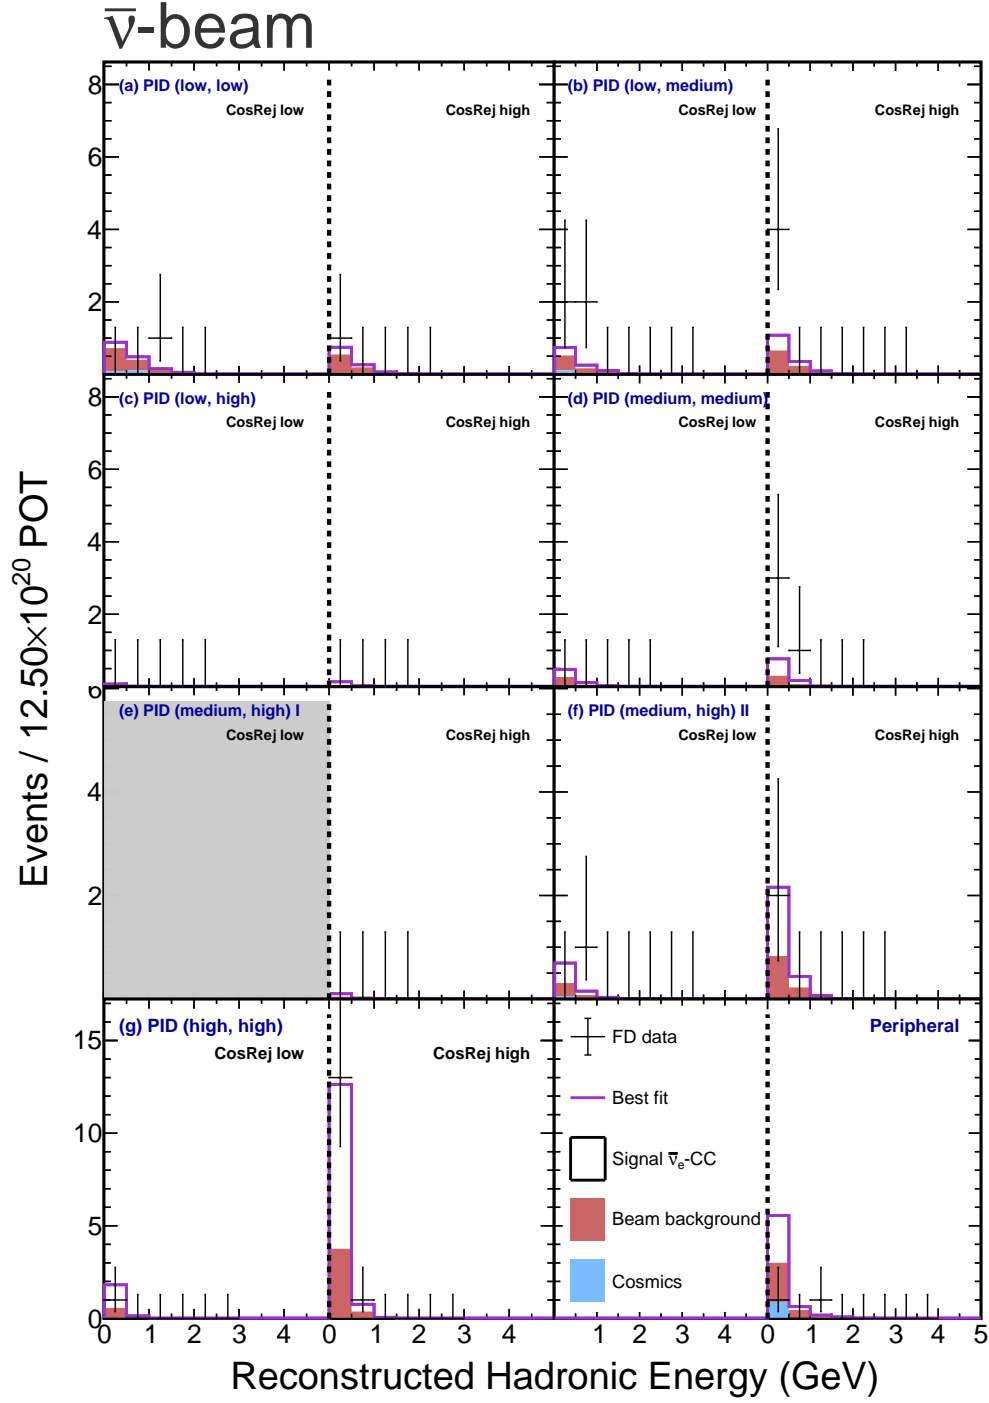 ν̅-beam
(a) PID (low, low)
CosRej low
CosRej high
(b) PID (low, medium)
CosRej low
CosRej high
8
6
4
2
(c) PID (low, high)
CosRej low
CosRej high
(d) PID (medium, medium)
CosRej low
CosRej high
8
6
4
2
(e) PID (medium, high) I
CosRej low
CosRej high
(f) PID (medium, high) II
CosRej low
CosRej high
6
4
2
(g) PID (high, high)
CosRej low
CosRej high
Peripheral
15
10
5
0
FD data
Best fit
Signal ν̅ₑ-CC
Beam background
Cosmics
0 1 2 3 4 0 1 2 3 4 1 2 3 4 0 1 2 3 4 5
Reconstructed Hadronic Energy (GeV)
Events / 12.50×10²⁰ POT